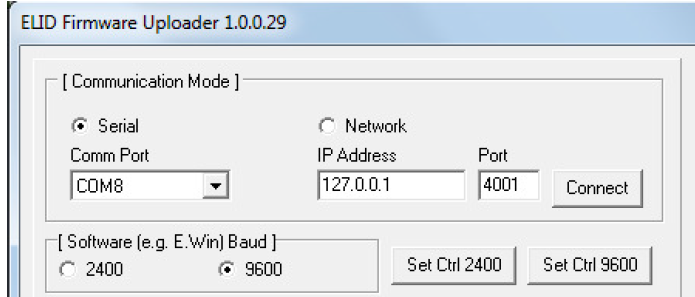 ELID Firmware Uploader 1.0.0.29
[ Communication Mode ]
Serial
Network
Comm Port
IP Address
Port
COM8
127.0.0.1
4001
Connect
[ Software (e.g. E.Win) Baud ]
2400
9600
Set Ctrl 2400
Set Ctrl 9600